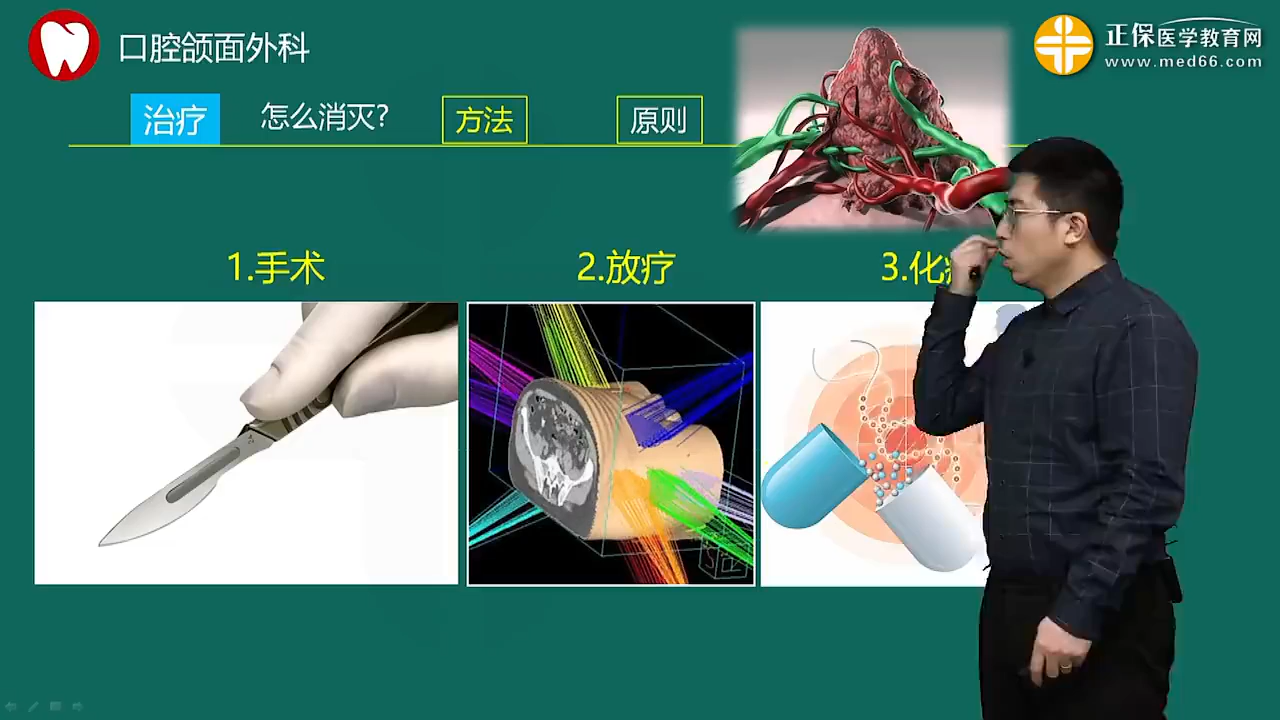 口腔颌面外科
正保医学教育网
www.med66.com
治疗 怎么消灭? 方法 原则
1.手术 2.放疗 3.化